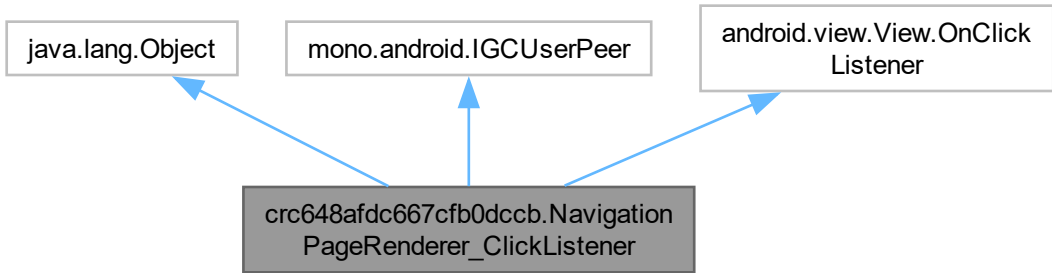 java.lang.Object
mono.android.IGCUserPeer
android.view.View.OnClick
Listener
crc648afdc667cfb0dccb.Navigation
PageRenderer_ClickListener